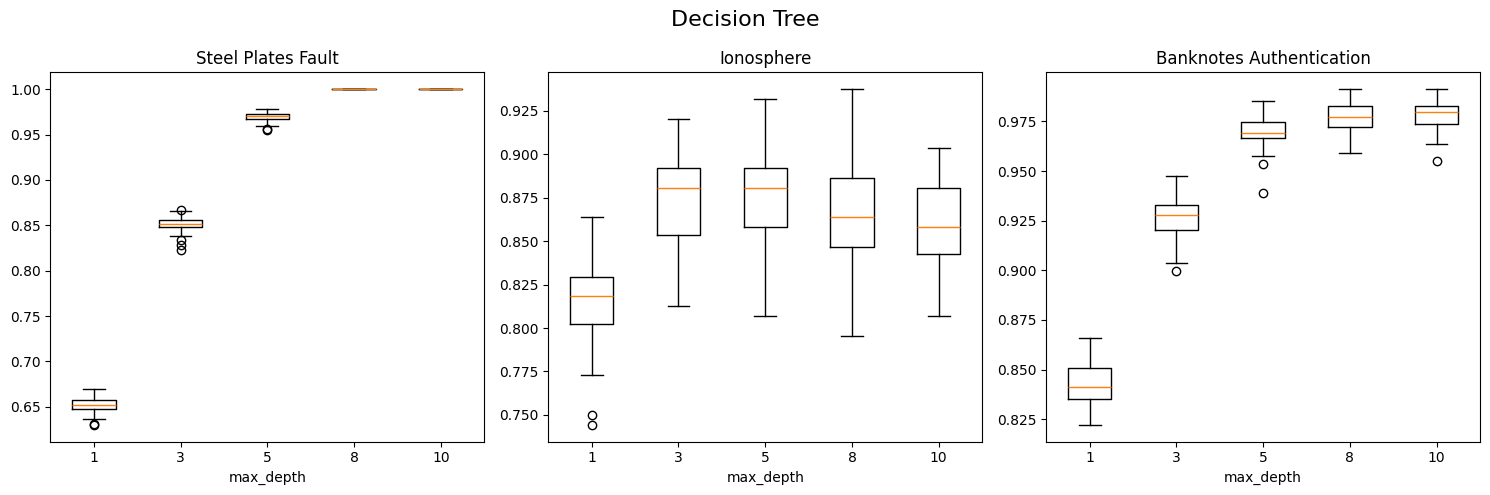 Decision Tree
Steel Plates Fault
1.00
0.95
0.90
0.85
0.80
0.75
0.70
0.65
1 3 5 8 10
max_depth
Ionosphere
0.925
0.900
0.875
0.850
0.825
0.800
0.775
0.750
1 3 5 8 10
max_depth
Banknotes Authentication
0.975
0.950
0.925
0.900
0.875
0.850
0.825
1 3 5 8 10
max_depth